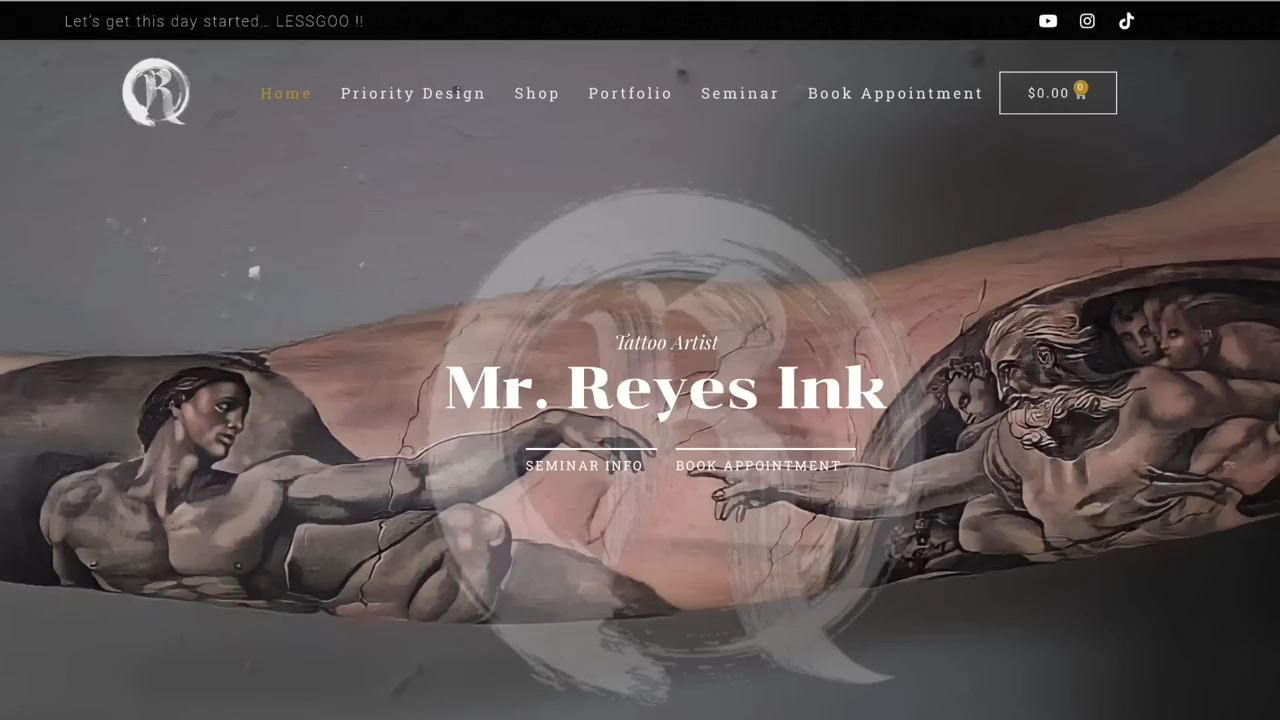 Let's get this day started… LESSGOO !!
Home Priority Design Shop Portfolio Seminar Book Appointment $0.00 0
R
Tattoo Artist
Mr. Reyes Ink
SEMINAR INFO BOOK APPOINTMENT